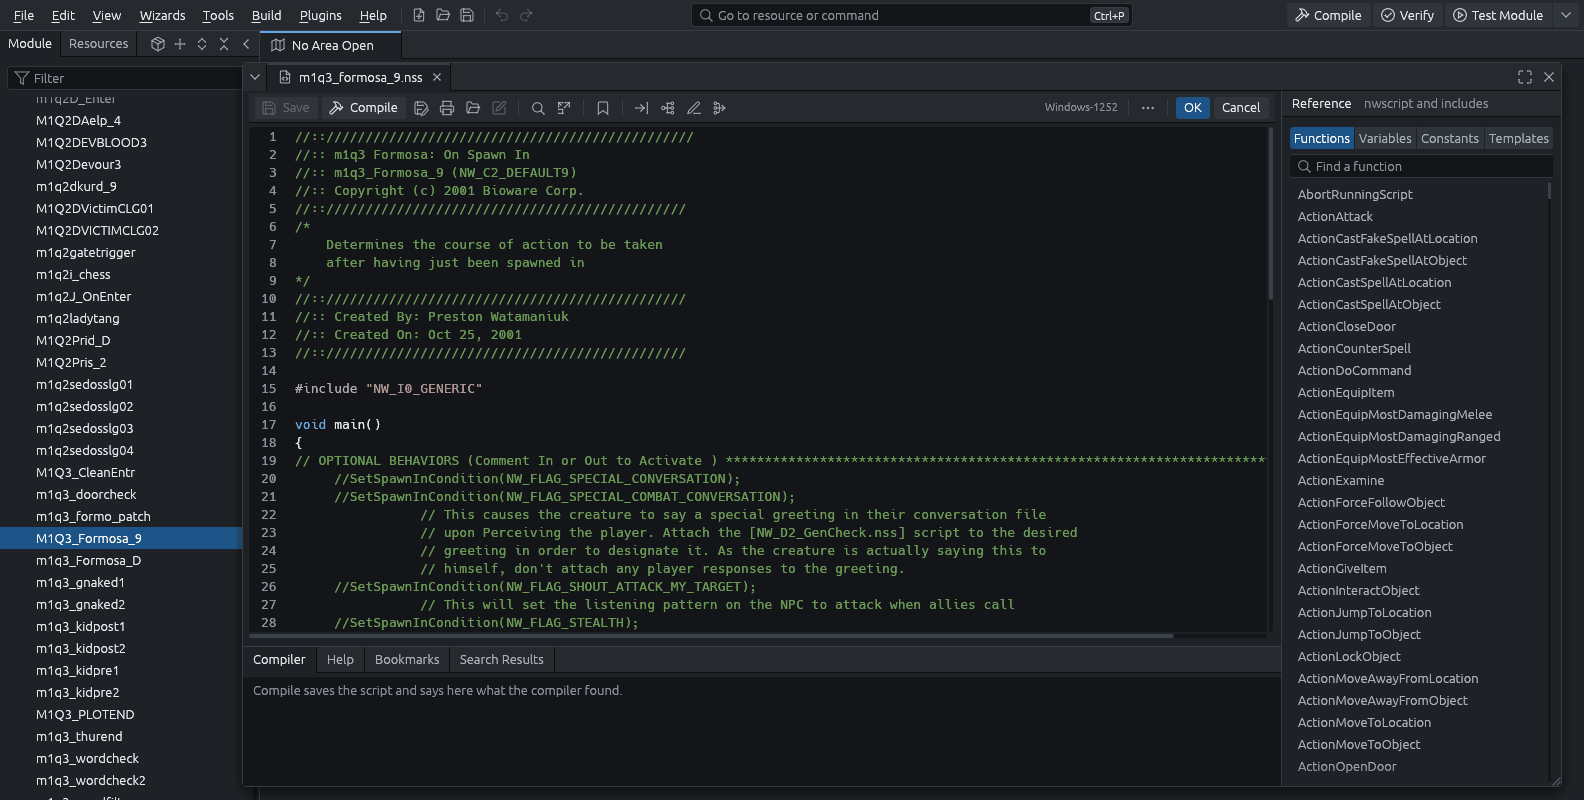 File Edit View Wizards Tools Build Plugins Help
Go to resource or command Ctrl+P
Compile Verify Test Module
Module Resources
No Area Open
Filter
m1q2D_Enter
M1Q2DAelp_4
M1Q2DEVBLOOD3
M1Q2Devour3
m1q2dkurd_9
M1Q2DVictimCLG01
M1Q2DVICTIMCLG02
m1q2gatetrigger
m1q2i_chess
m1q2J_OnEnter
m1q2ladytang
M1Q2Prid_D
M1Q2Pris_2
m1q2sedosslg01
m1q2sedosslg02
m1q2sedosslg03
m1q2sedosslg04
M1Q3_CleanEntr
m1q3_doorcheck
m1q3_formo_patch
M1Q3_Formosa_9
m1q3_Formosa_D
m1q3_gnaked1
m1q3_gnaked2
m1q3_kidpost1
m1q3_kidpost2
m1q3_kidpre1
m1q3_kidpre2
M1Q3_PLOTEND
m1q3_thurend
m1q3_wordcheck
m1q3_wordcheck2
m1q3_formosa_9.nss
Save Compile Windows-1252 OK Cancel
1 //:://////////////////////////////////////////////
2 //:: m1q3 Formosa: On Spawn In
3 //:: m1q3_Formosa_9 (NW_C2_DEFAULT9)
4 //:: Copyright (c) 2001 Bioware Corp.
5 //::////////////////////////////////////////////// 
6 /*
7 Determines the course of action to be taken
8 after having just been spawned in
9 */
10 //:://////////////////////////////////////////////
11 //:: Created By: Preston Watamaniuk
12 //:: Created On: Oct 25, 2001
13 //:://////////////////////////////////////////////
14
15 #include "NW_I0_GENERIC"
16
17 void main()
18 {
19 // OPTIONAL BEHAVIORS (Comment In or Out to Activate ) *********************************************************************
20 //SetSpawnInCondition(NW_FLAG_SPECIAL_CONVERSATION);
21 //SetSpawnInCondition(NW_FLAG_SPECIAL_COMBAT_CONVERSATION);
22 // This causes the creature to say a special greeting in their conversation file
23 // upon Perceiving the player. Attach the [NW_D2_GenCheck.nss] script to the desired
24 // greeting in order to designate it. As the creature is actually saying this to
25 // himself, don't attach any player responses to the greeting.
26 //SetSpawnInCondition(NW_FLAG_SHOUT_ATTACK_MY_TARGET);
27 // This will set the listening pattern on the NPC to attack when allies call
28 //SetSpawnInCondition(NW_FLAG_STEALTH);
Compiler Help Bookmarks Search Results
Compile saves the script and says here what the compiler found.
Reference nwscript and includes
Functions Variables Constants Templates
Find a function
AbortRunningScript
ActionAttack
ActionCastFakeSpellAtLocation
ActionCastFakeSpellAtObject
ActionCastSpellAtLocation
ActionCastSpellAtObject
ActionCloseDoor
ActionCounterSpell
ActionDoCommand
ActionEquipItem
ActionEquipMostDamagingMelee
ActionEquipMostDamagingRanged
ActionEquipMostEffectiveArmor
ActionExamine
ActionForceFollowObject
ActionForceMoveToLocation
ActionForceMoveToObject
ActionGiveItem
ActionInteractObject
ActionJumpToLocation
ActionJumpToObject
ActionLockObject
ActionMoveAwayFromLocation
ActionMoveAwayFromObject
ActionMoveToLocation
ActionMoveToObject
ActionOpenDoor